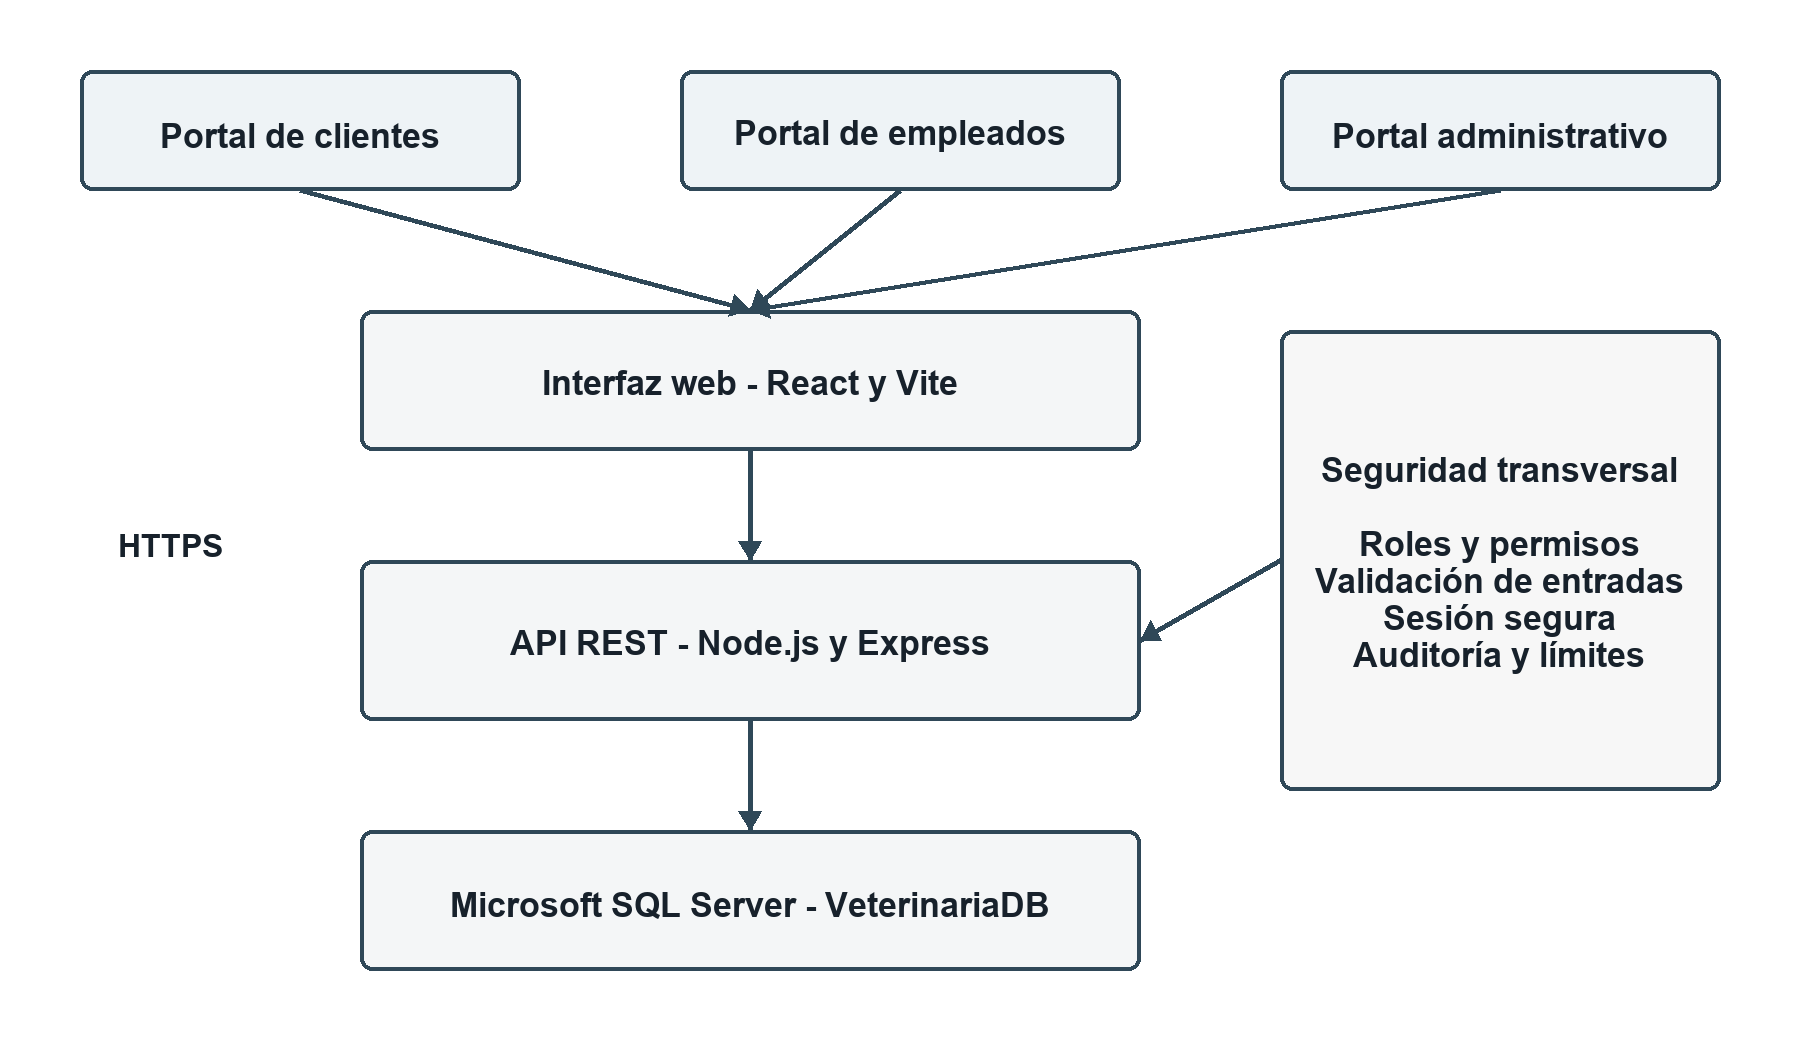 Portal de clientes
Portal de empleados
Portal administrativo
Interfaz web - React y Vite
HTTPS
API REST - Node.js y Express
Seguridad transversal
Roles y permisos
Validación de entradas
Sesión segura
Auditoría y límites
Microsoft SQL Server - VeterinariaDB